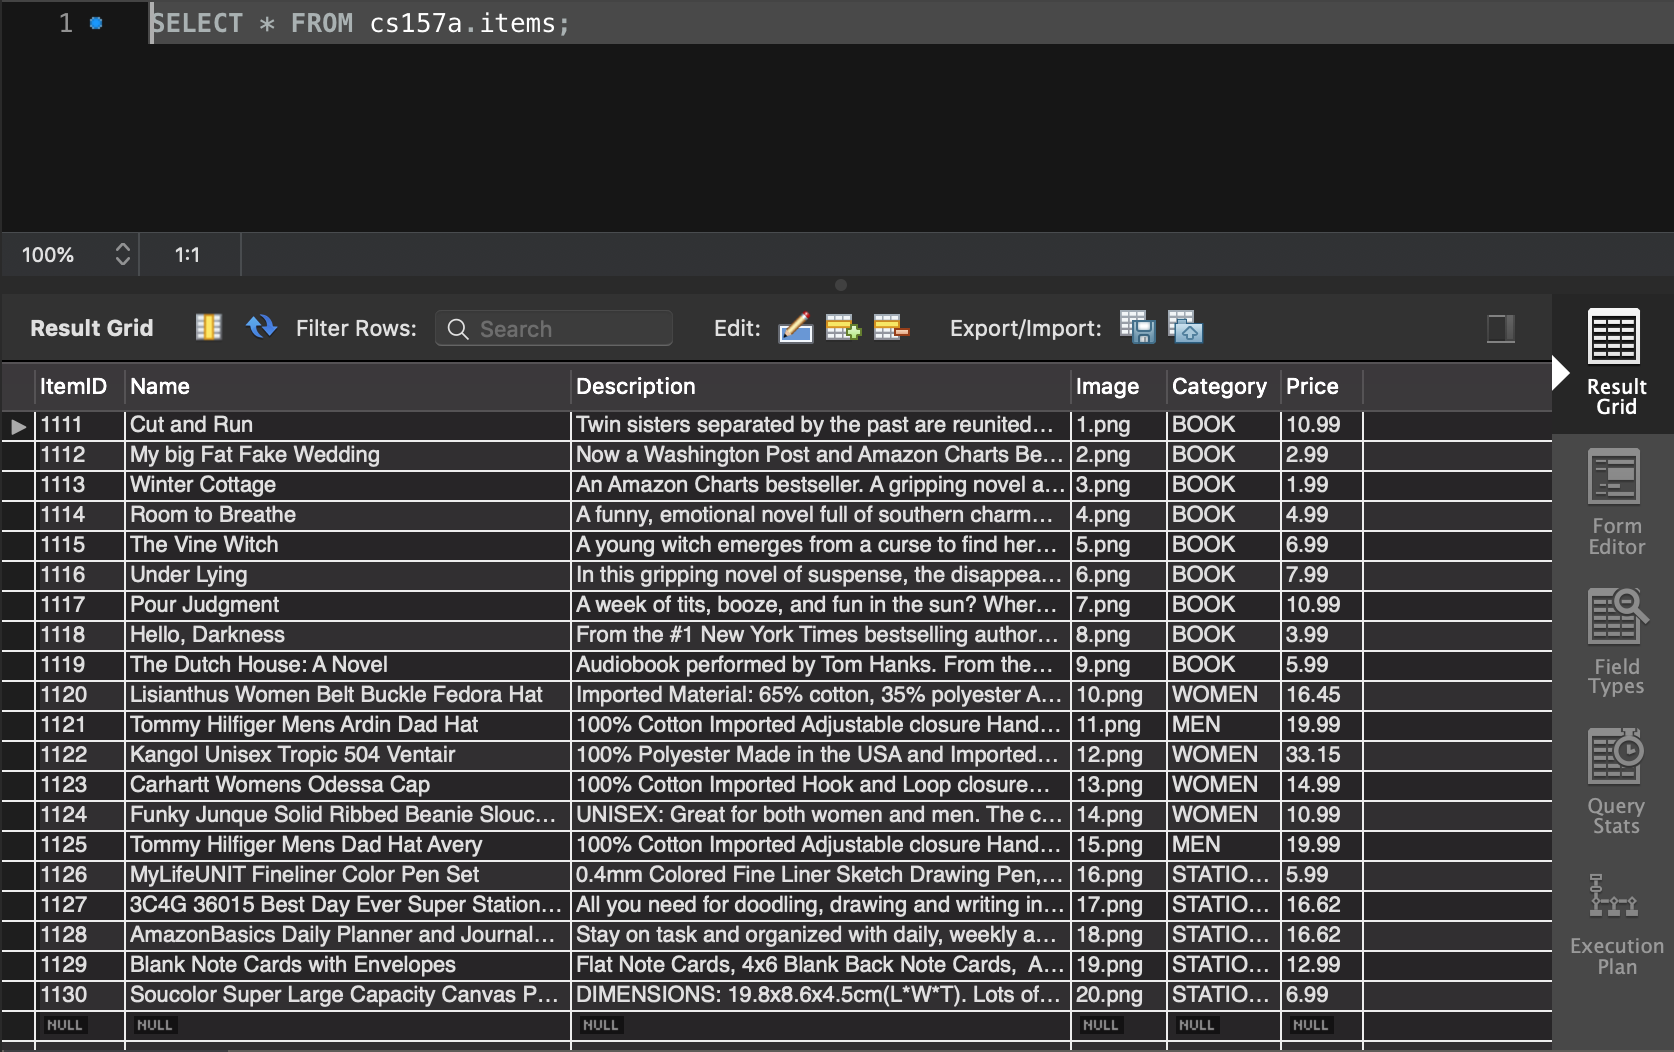 1 SELECT * FROM cs157a.items;
100% 1:1
Result Grid Filter Rows: Search Edit: Export/Import:
ItemID Name Description Image Category Price
1111 Cut and Run Twin sisters separated by the past are reunited... 1.png BOOK 10.99
1112 My big Fat Fake Wedding Now a Washington Post and Amazon Charts Be... 2.png BOOK 2.99
1113 Winter Cottage An Amazon Charts bestseller. A gripping novel a... 3.png BOOK 1.99
1114 Room to Breathe A funny, emotional novel full of southern charm... 4.png BOOK 4.99
1115 The Vine Witch A young witch emerges from a curse to find her... 5.png BOOK 6.99
1116 Under Lying In this gripping novel of suspense, the disappea... 6.png BOOK 7.99
1117 Pour Judgment A week of tits, booze, and fun in the sun? Wher... 7.png BOOK 10.99
1118 Hello, Darkness From the #1 New York Times bestselling author... 8.png BOOK 3.99
1119 The Dutch House: A Novel Audiobook performed by Tom Hanks. From the... 9.png BOOK 5.99
1120 Lisianthus Women Belt Buckle Fedora Hat Imported Material: 65% cotton, 35% polyester A... 10.png WOMEN 16.45
1121 Tommy Hilfiger Mens Ardin Dad Hat 100% Cotton Imported Adjustable closure Hand... 11.png MEN 19.99
1122 Kangol Unisex Tropic 504 Ventair 100% Polyester Made in the USA and Imported... 12.png WOMEN 33.15
1123 Carhartt Womens Odessa Cap 100% Cotton Imported Hook and Loop closure... 13.png WOMEN 14.99
1124 Funky Junque Solid Ribbed Beanie Slouc... UNISEX: Great for both women and men. The c... 14.png WOMEN 10.99
1125 Tommy Hilfiger Mens Dad Hat Avery 100% Cotton Imported Adjustable closure Hand... 15.png MEN 19.99
1126 MyLifeUNIT Fineliner Color Pen Set 0.4mm Colored Fine Liner Sketch Drawing Pen,... 16.png STATIO... 5.99
1127 3C4G 36015 Best Day Ever Super Station... All you need for doodling, drawing and writing in... 17.png STATIO... 16.62
1128 AmazonBasics Daily Planner and Journal... Stay on task and organized with daily, weekly a... 18.png STATIO... 16.62
1129 Blank Note Cards with Envelopes Flat Note Cards, 4x6 Blank Back Note Cards, A... 19.png STATIO... 12.99
1130 Soucolor Super Large Capacity Canvas P... DIMENSIONS: 19.8x8.6x4.5cm(L*W*T). Lots of... 20.png STATIO... 6.99
NULL NULL NULL NULL NULL NULL
Result
Grid
Form
Editor
Field
Types
Query
Stats
Execution
Plan